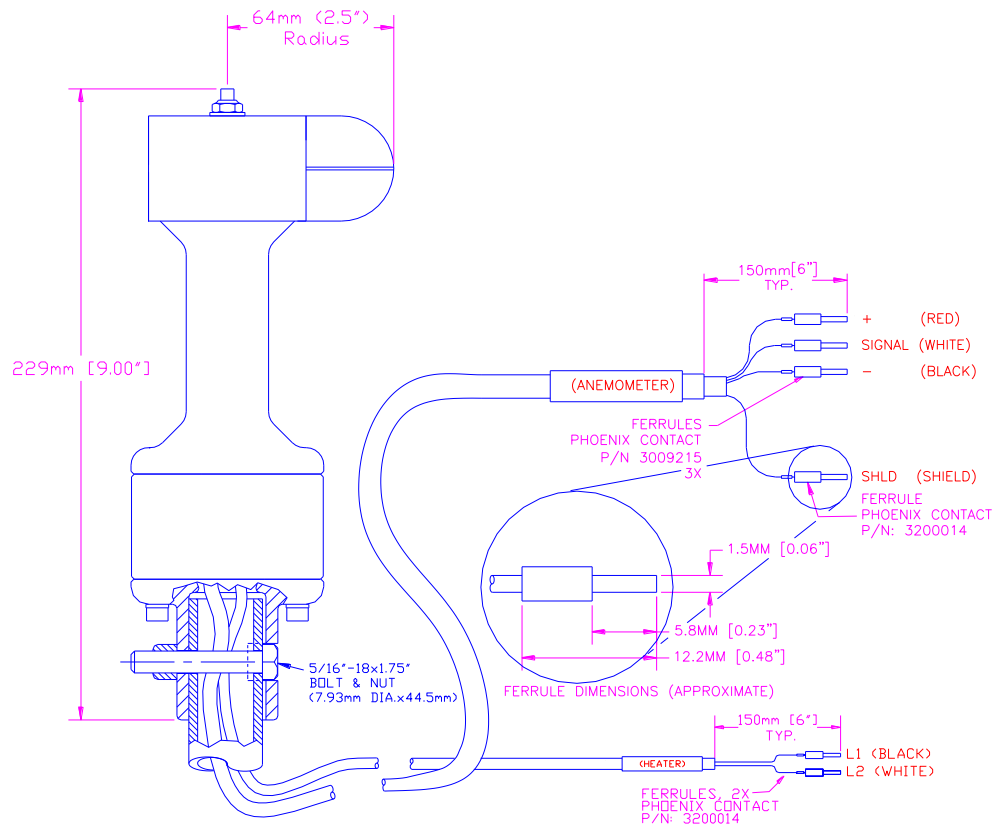 64mm (2.5")
Radius
229mm [9.00"]
150mm[6"]
TYP.
+ (RED)
SIGNAL (WHITE)
- (BLACK)
(ANEMOMETER)
FERRULES
PHOENIX CONTACT
P/N 3009215
3X
SHLD (SHIELD)
FERRULE
PHOENIX CONTACT
P/N: 3200014
1.5MM [0.06"]
5.8MM [0.23"]
12.2MM [0.48"]
FERRULE DIMENSIONS (APPROXIMATE)
5/16"-18x1.75"
BOLT & NUT
(7.93mm DIA.x44.5mm)
150mm [6"]
TYP.
(HEATER)
L1 (BLACK)
L2 (WHITE)
FERRULES, 2X
PHOENIX CONTACT
P/N: 3200014